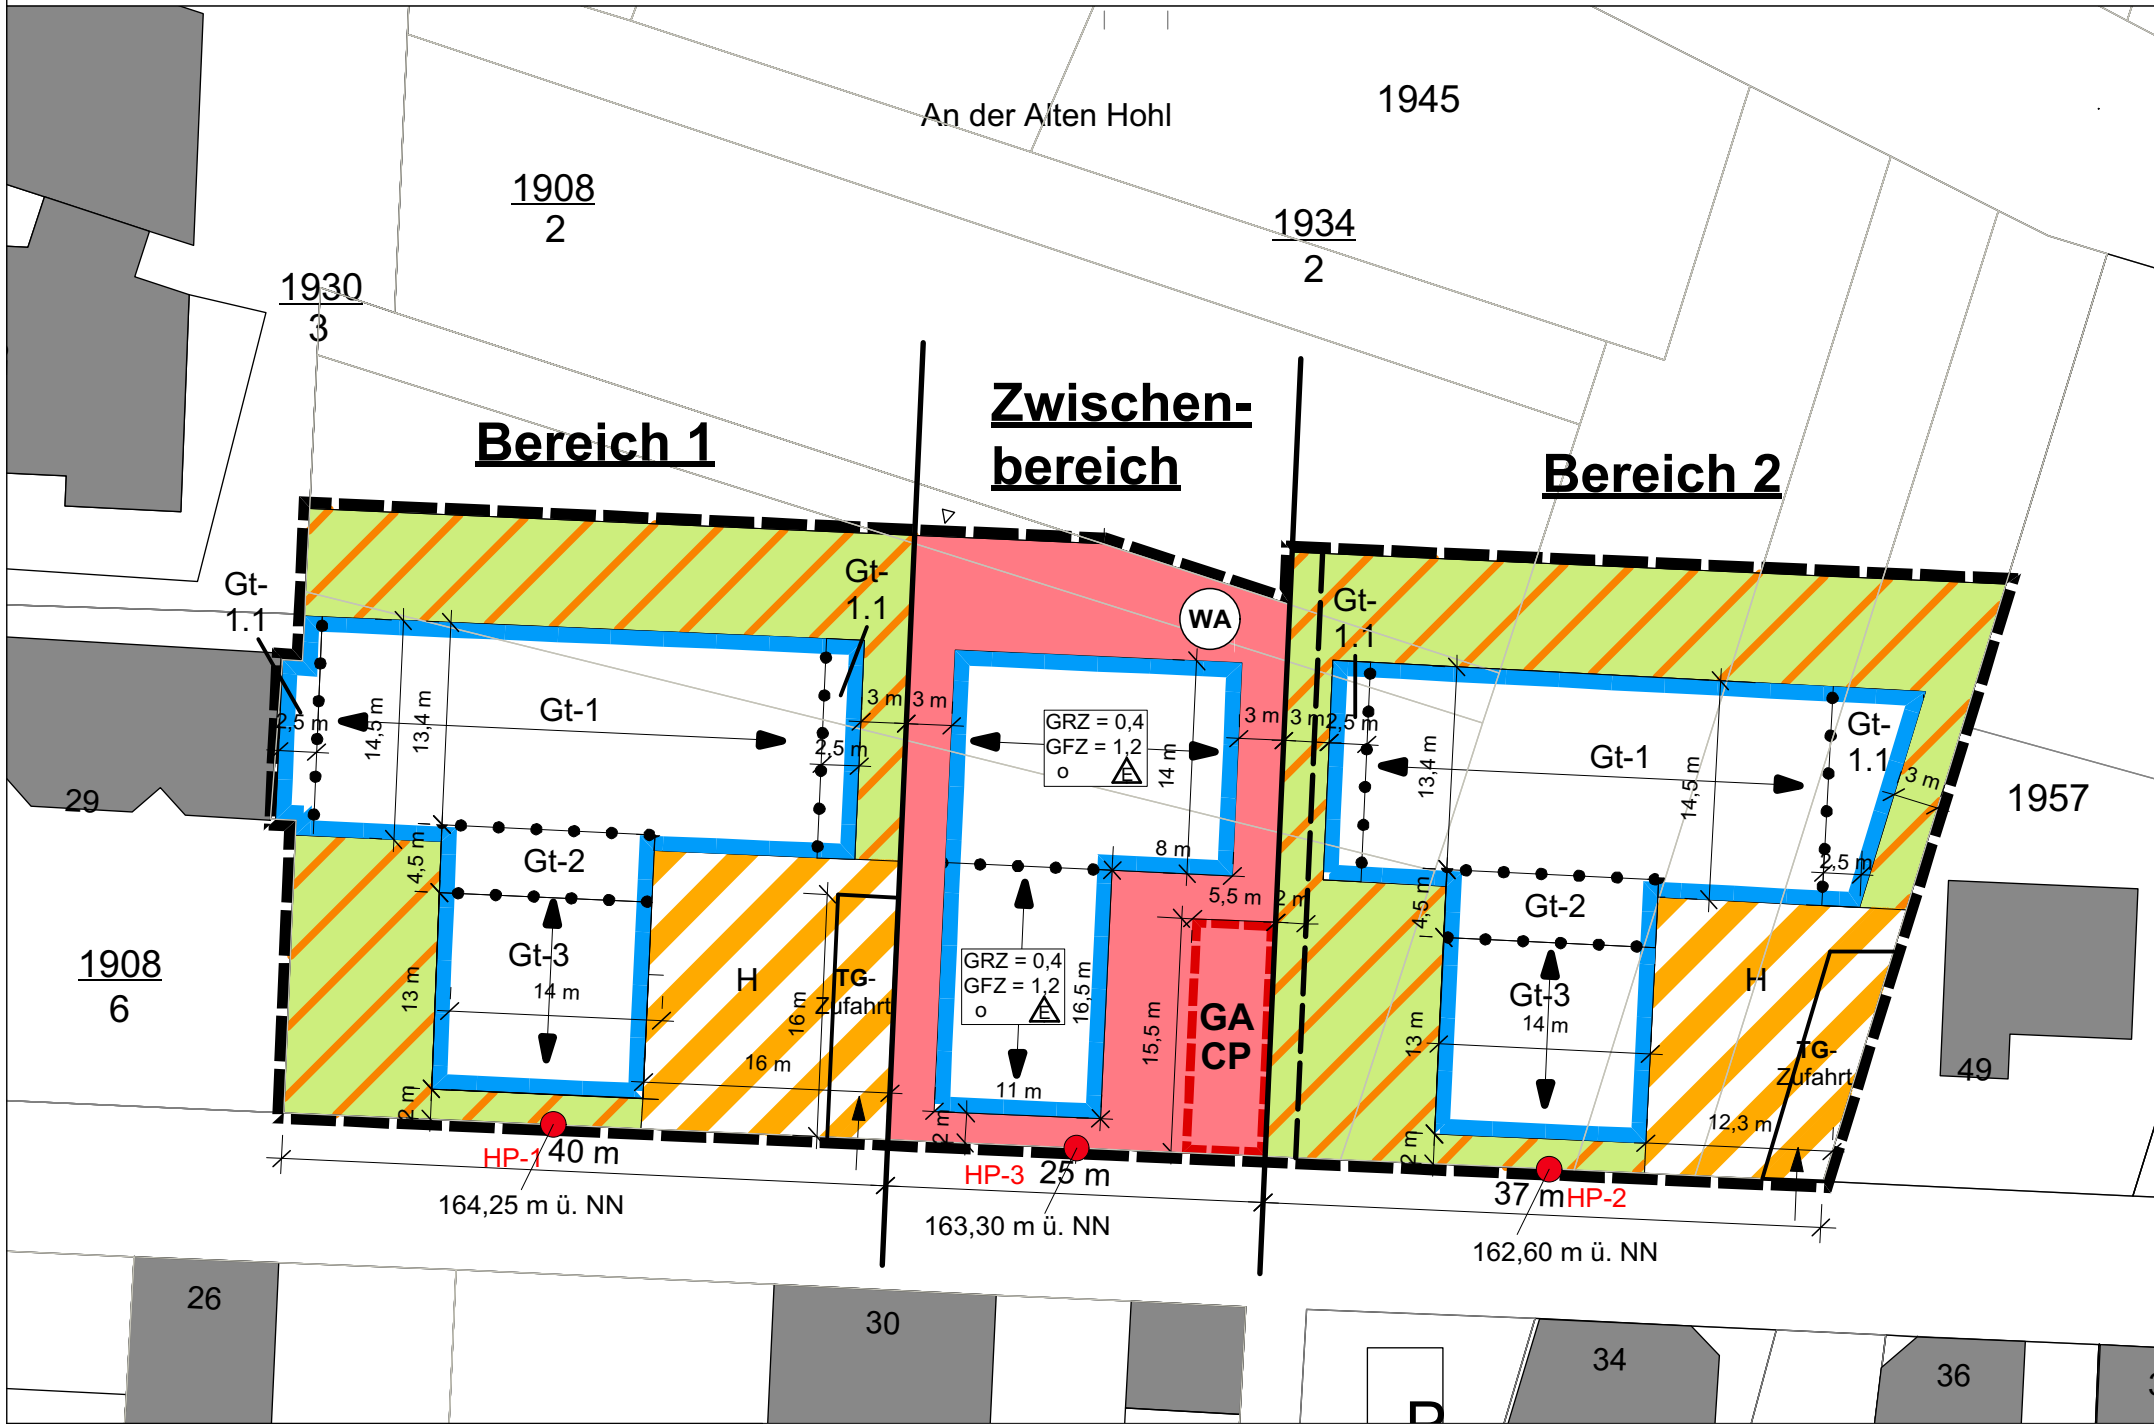 An der Alten Hohl
1945
1908
2
1934
2
1930
3
Zwischen-
bereich
Bereich 1
Bereich 2
Gt-
1.1
Gt-
1.1
Gt-
1.1
WA
Gt-1
2,5 m
14,5 m
13,4 m
2,5 m
3 m
3 m
GRZ = 0,4
GFZ = 1,2
o
E
14 m
3 m
3 m
2,5 m
13,4 m
Gt-1
14,5 m
Gt-
1.1
3 m
1957
29
4,5 m
Gt-2
8 m
5,5 m
2 m
4,5 m
Gt-2
2,5 m
1908
6
Gt-3
14 m
13 m
H
16 m
TG-
Zufahrt
16 m
GRZ = 0,4
GFZ = 1,2
o
E
16,5 m
11 m
15,5 m
GA
CP
Gt-3
14 m
13 m
H
TG-
Zufahrt
49
12,3 m
2 m
2 m
2 m
HP-1
40 m
HP-3
25 m
37 m
HP-2
164,25 m ü. NN
163,30 m ü. NN
162,60 m ü. NN
26
30
34
36